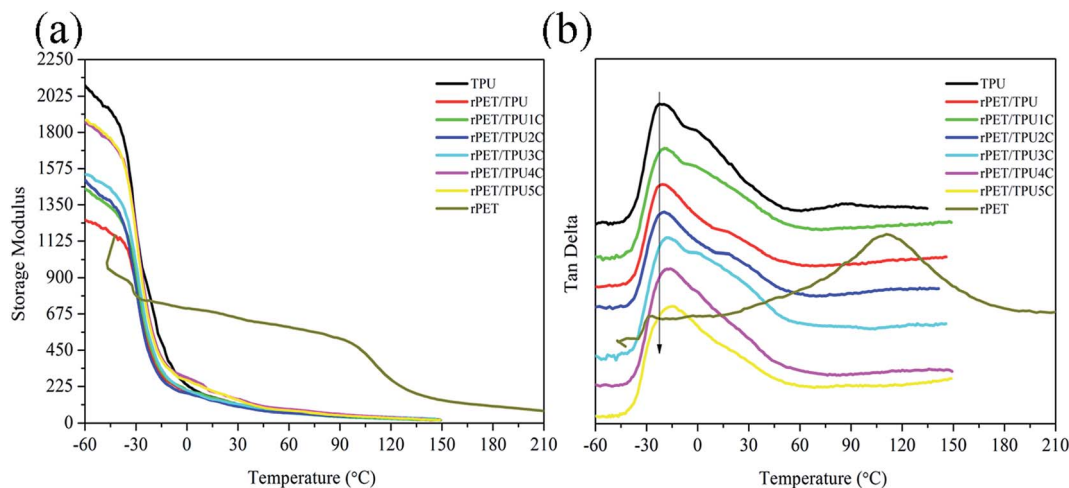 (a)
2250
2025
1800
1575
1350
1125
900
675
450
225
0
-60 -30 0 30 60 90 120 150 180 210
Storage Modulus
Temperature (°C)
TPU
rPET/TPU
rPET/TPU1C
rPET/TPU2C
rPET/TPU3C
rPET/TPU4C
rPET/TPU5C
rPET
(b)
Tan Delta
-60 -30 0 30 60 90 120 150 180 210
Temperature (°C)
TPU
rPET/TPU
rPET/TPU1C
rPET/TPU2C
rPET/TPU3C
rPET/TPU4C
rPET/TPU5C
rPET